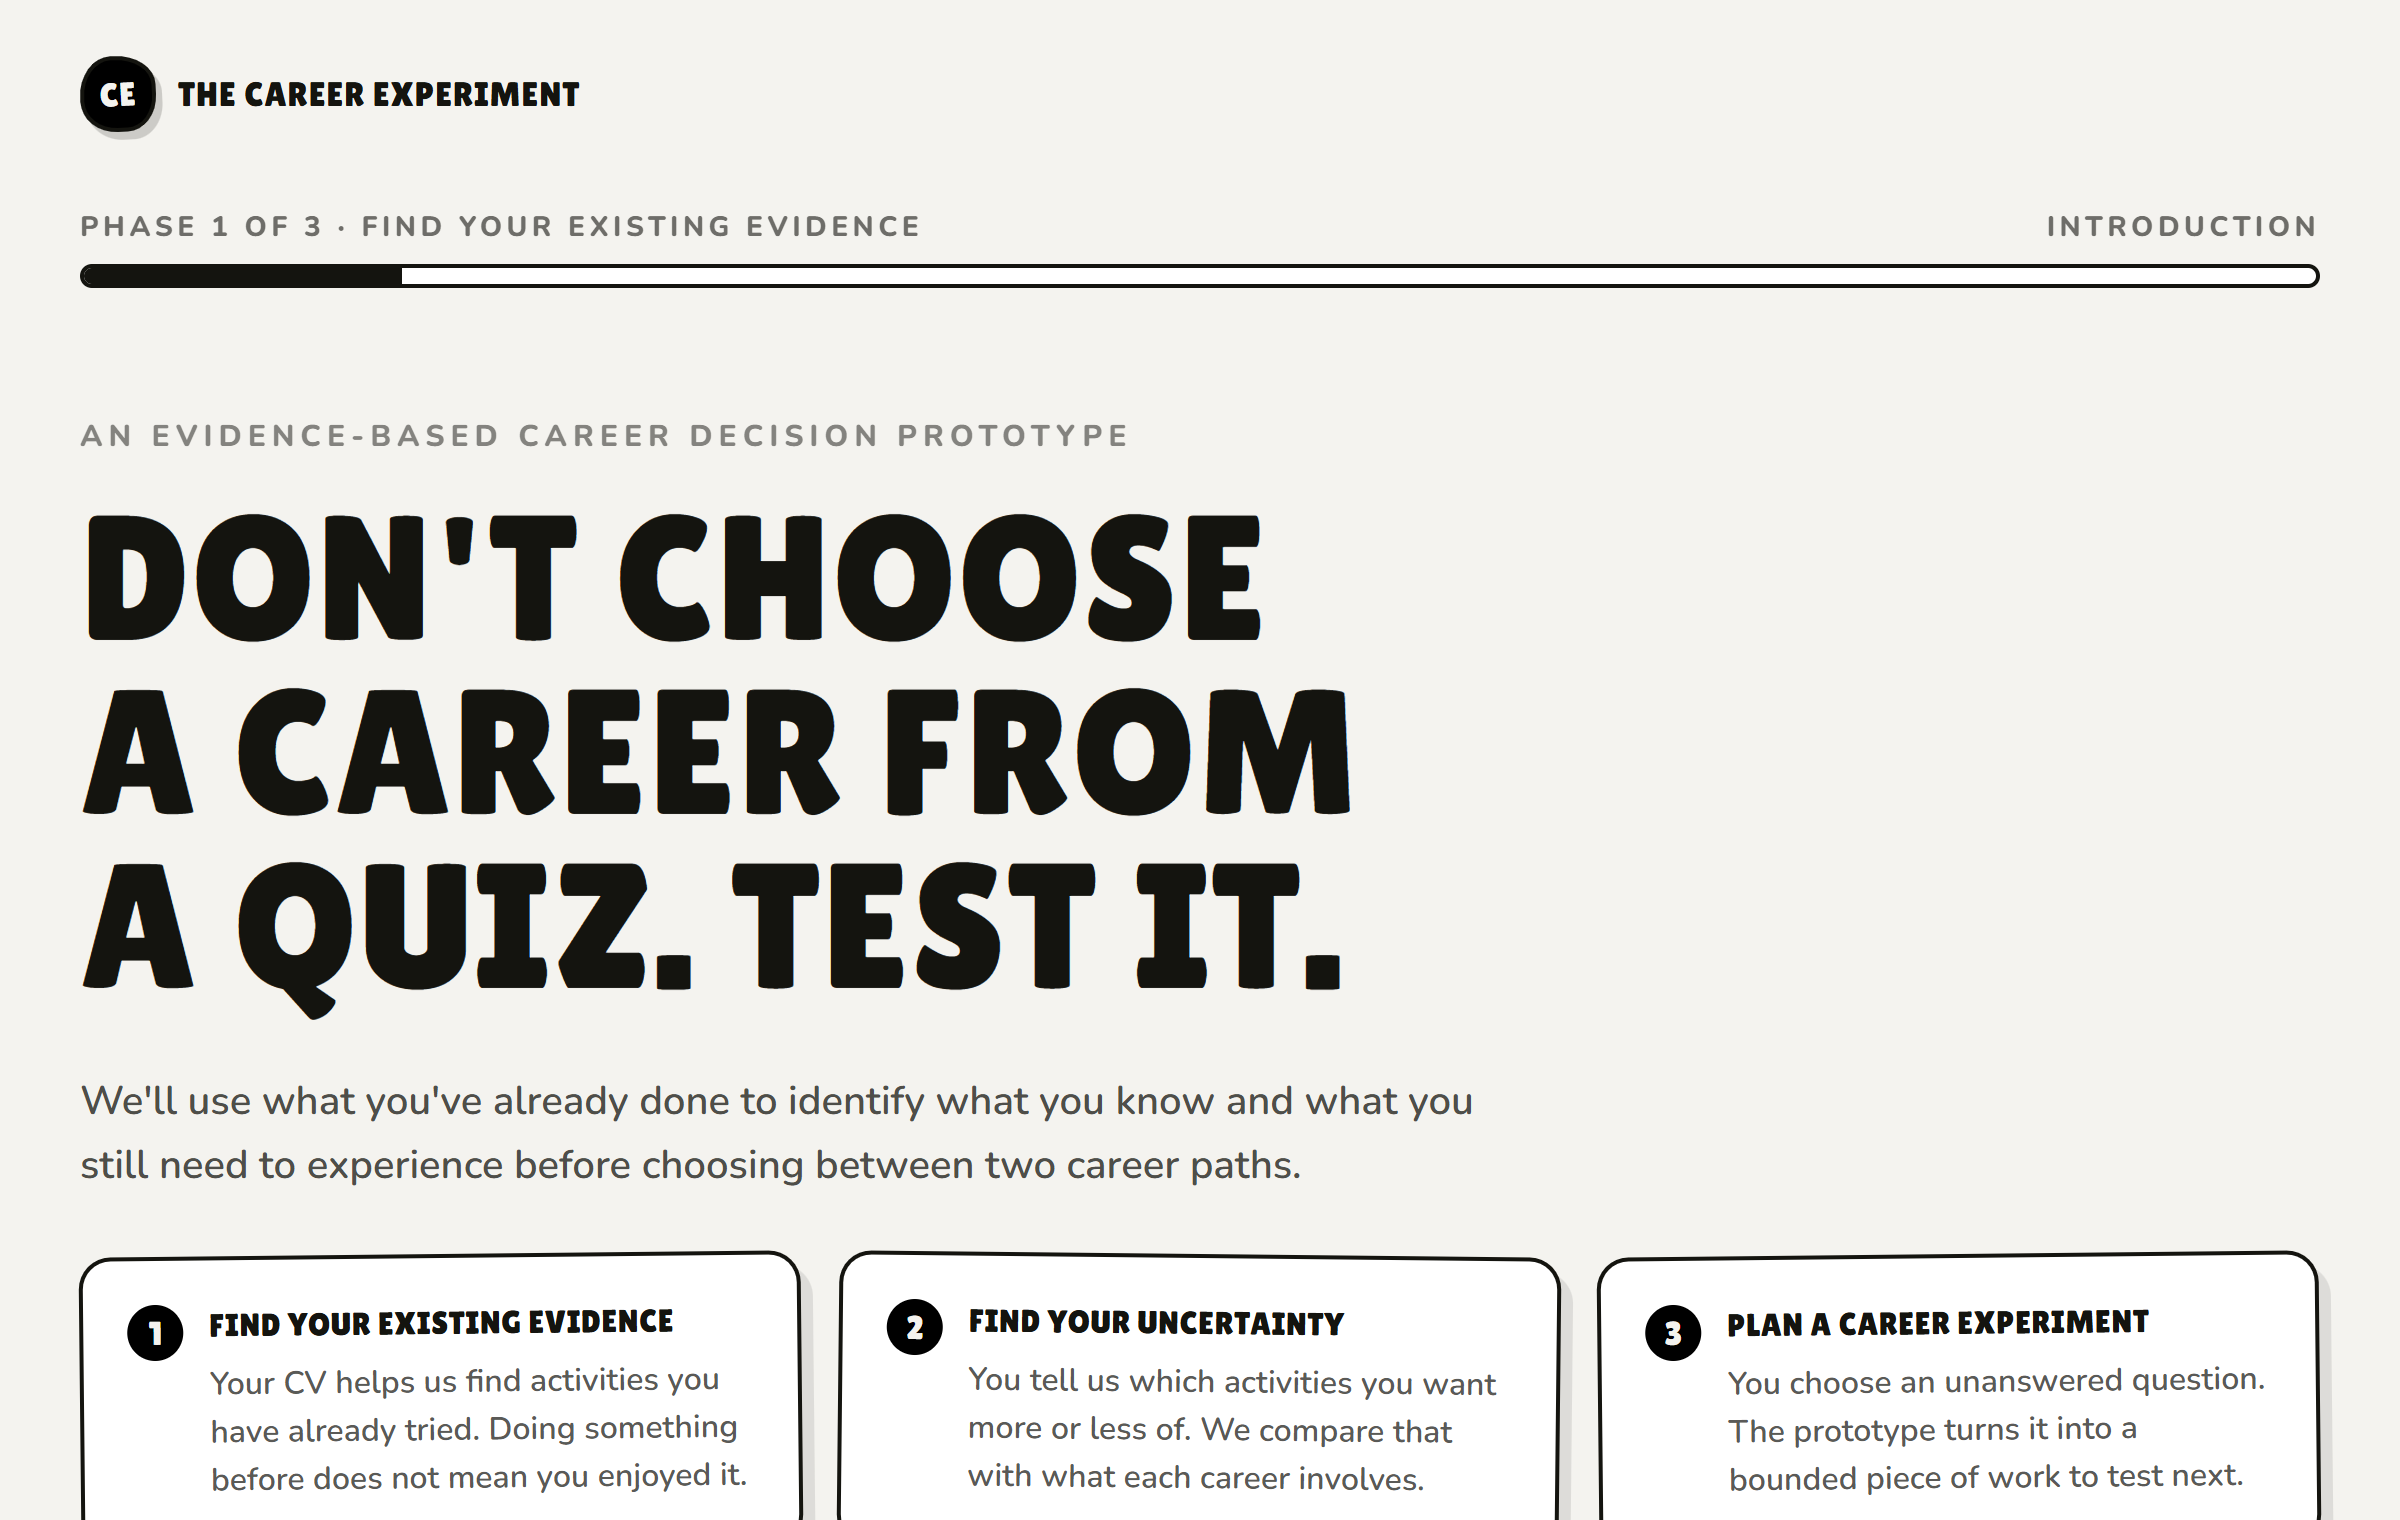 CE THE CAREER EXPERIMENT
PHASE 1 OF 3 · FIND YOUR EXISTING EVIDENCE
INTRODUCTION
AN EVIDENCE-BASED CAREER DECISION PROTOTYPE
DON'T CHOOSE
A CAREER FROM
A QUIZ. TEST IT.
We'll use what you've already done to identify what you know and what you
still need to experience before choosing between two career paths.
1 FIND YOUR EXISTING EVIDENCE
Your CV helps us find activities you
have already tried. Doing something
before does not mean you enjoyed it.
2 FIND YOUR UNCERTAINTY
You tell us which activities you want
more or less of. We compare that
with what each career involves.
3 PLAN A CAREER EXPERIMENT
You choose an unanswered question.
The prototype turns it into a
bounded piece of work to test next.